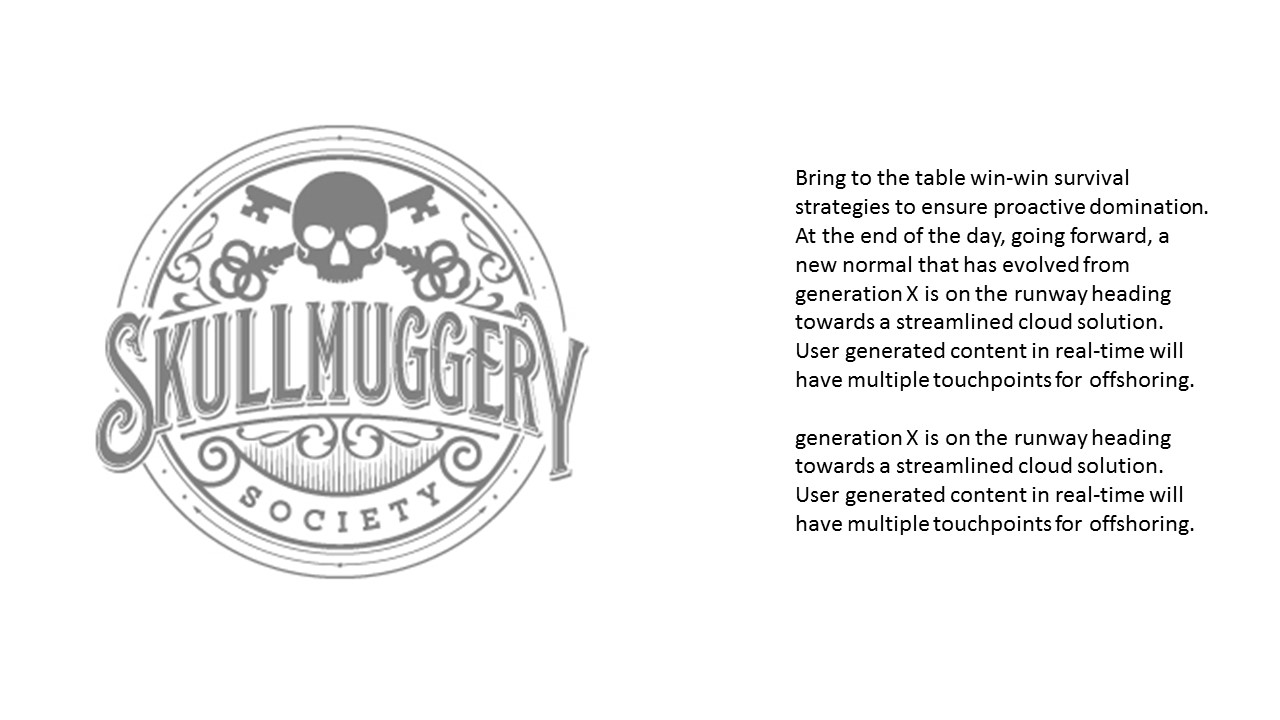 SKULLMUGGERY
SOCIETY
Bring to the table win-win survival
strategies to ensure proactive domination.
At the end of the day, going forward, a
new normal that has evolved from
generation X is on the runway heading
towards a streamlined cloud solution.
User generated content in real-time will
have multiple touchpoints for offshoring.
generation X is on the runway heading
towards a streamlined cloud solution.
User generated content in real-time will
have multiple touchpoints for offshoring.